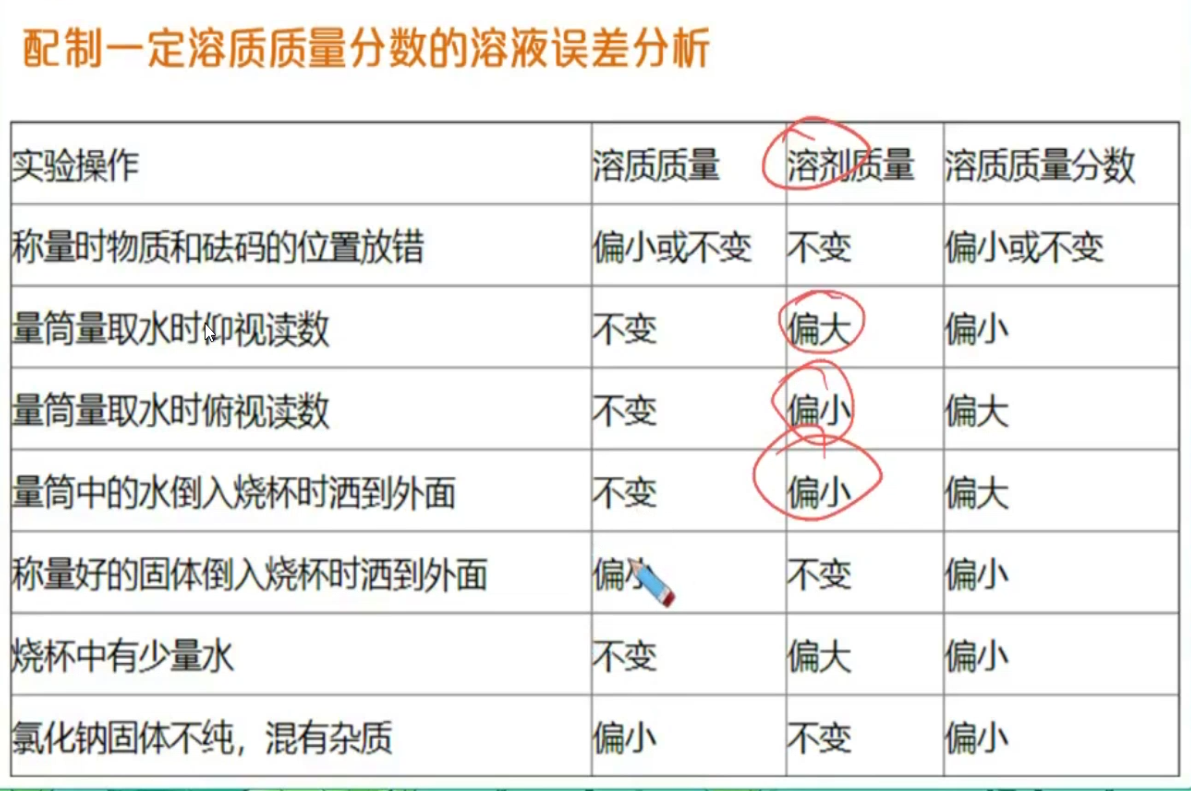 配制一定溶质质量分数的溶液误差分析
实验操作 溶质质量 溶剂质量 溶质质量分数
称量时物质和砝码的位置放错 偏小或不变 不变 偏小或不变
量筒量取水时仰视读数 不变 偏大 偏小
量筒量取水时俯视读数 不变 偏小 偏大
量筒中的水倒入烧杯时洒到外面 不变 偏小 偏大
称量好的固体倒入烧杯时洒到外面 偏小 不变 偏小
烧杯中有少量水 不变 偏大 偏小
氯化钠固体不纯，混有杂质 偏小 不变 偏小